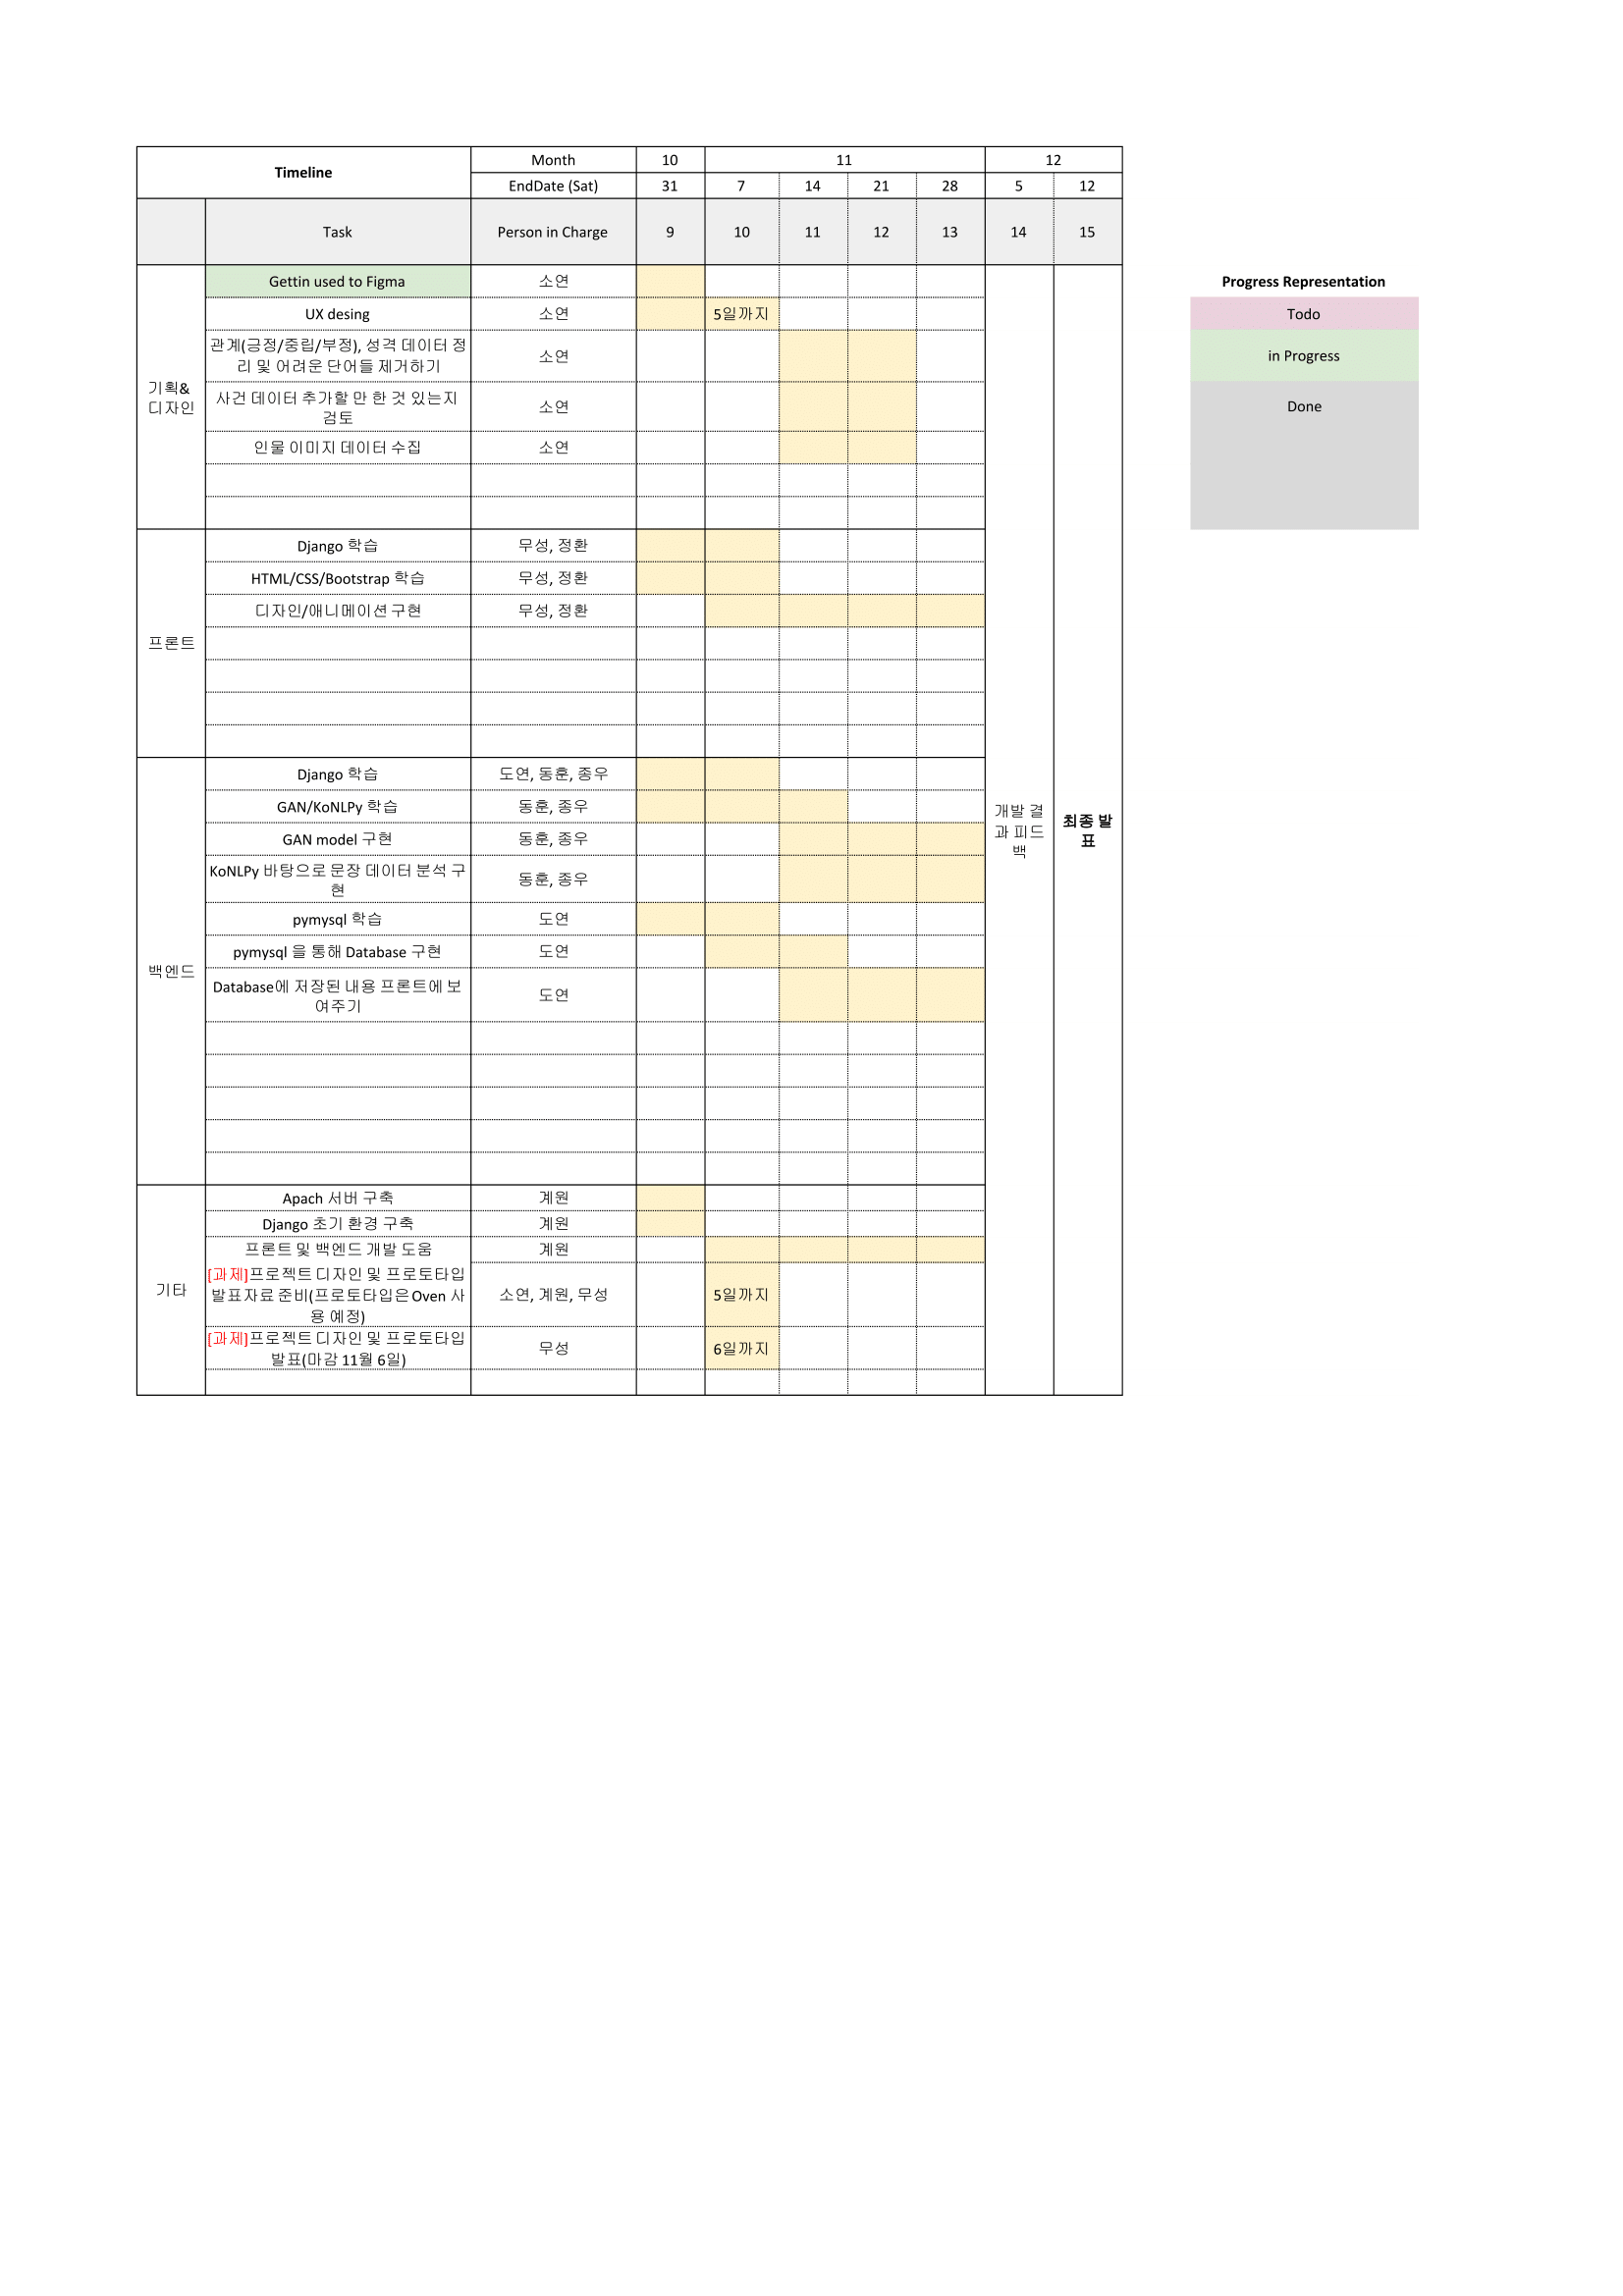 Timeline
Month
10
11
12
EndDate (Sat)
31
7
14
21
28
5
12
Task
Person in Charge
9
10
11
12
13
14
15
기획&
디자인
Gettin used to Figma
소연
UX desing
소연
5일까지
관계(긍정/중립/부정), 성격 데이터 정
리 및 어려운 단어들 제거하기
소연
사건 데이터 추가할 만 한 것 있는지
검토
소연
인물 이미지 데이터 수집
소연
Progress Representation
Todo
in Progress
Done
프론트
Django 학습
무성, 정환
HTML/CSS/Bootstrap 학습
무성, 정환
디자인/애니메이션 구현
무성, 정환
백엔드
Django 학습
도연, 동훈, 종우
GAN/KoNLPy 학습
동훈, 종우
GAN model 구현
동훈, 종우
KoNLPy 바탕으로 문장 데이터 분석 구
현
동훈, 종우
pymysql 학습
도연
pymysql 을 통해 Database 구현
도연
Database에 저장된 내용 프론트에 보
여주기
도연
개발 결
과 피드
백
최종 발
표
기타
Apach 서버 구축
계원
Django 초기 환경 구축
계원
프론트 및 백엔드 개발 도움
계원
[과제]프로젝트 디자인 및 프로토타입
발표자료 준비(프로토타입은 Oven 사
용 예정)
소연, 계원, 무성
5일까지
[과제]프로젝트 디자인 및 프로토타입
발표(마감 11월 6일)
무성
6일까지